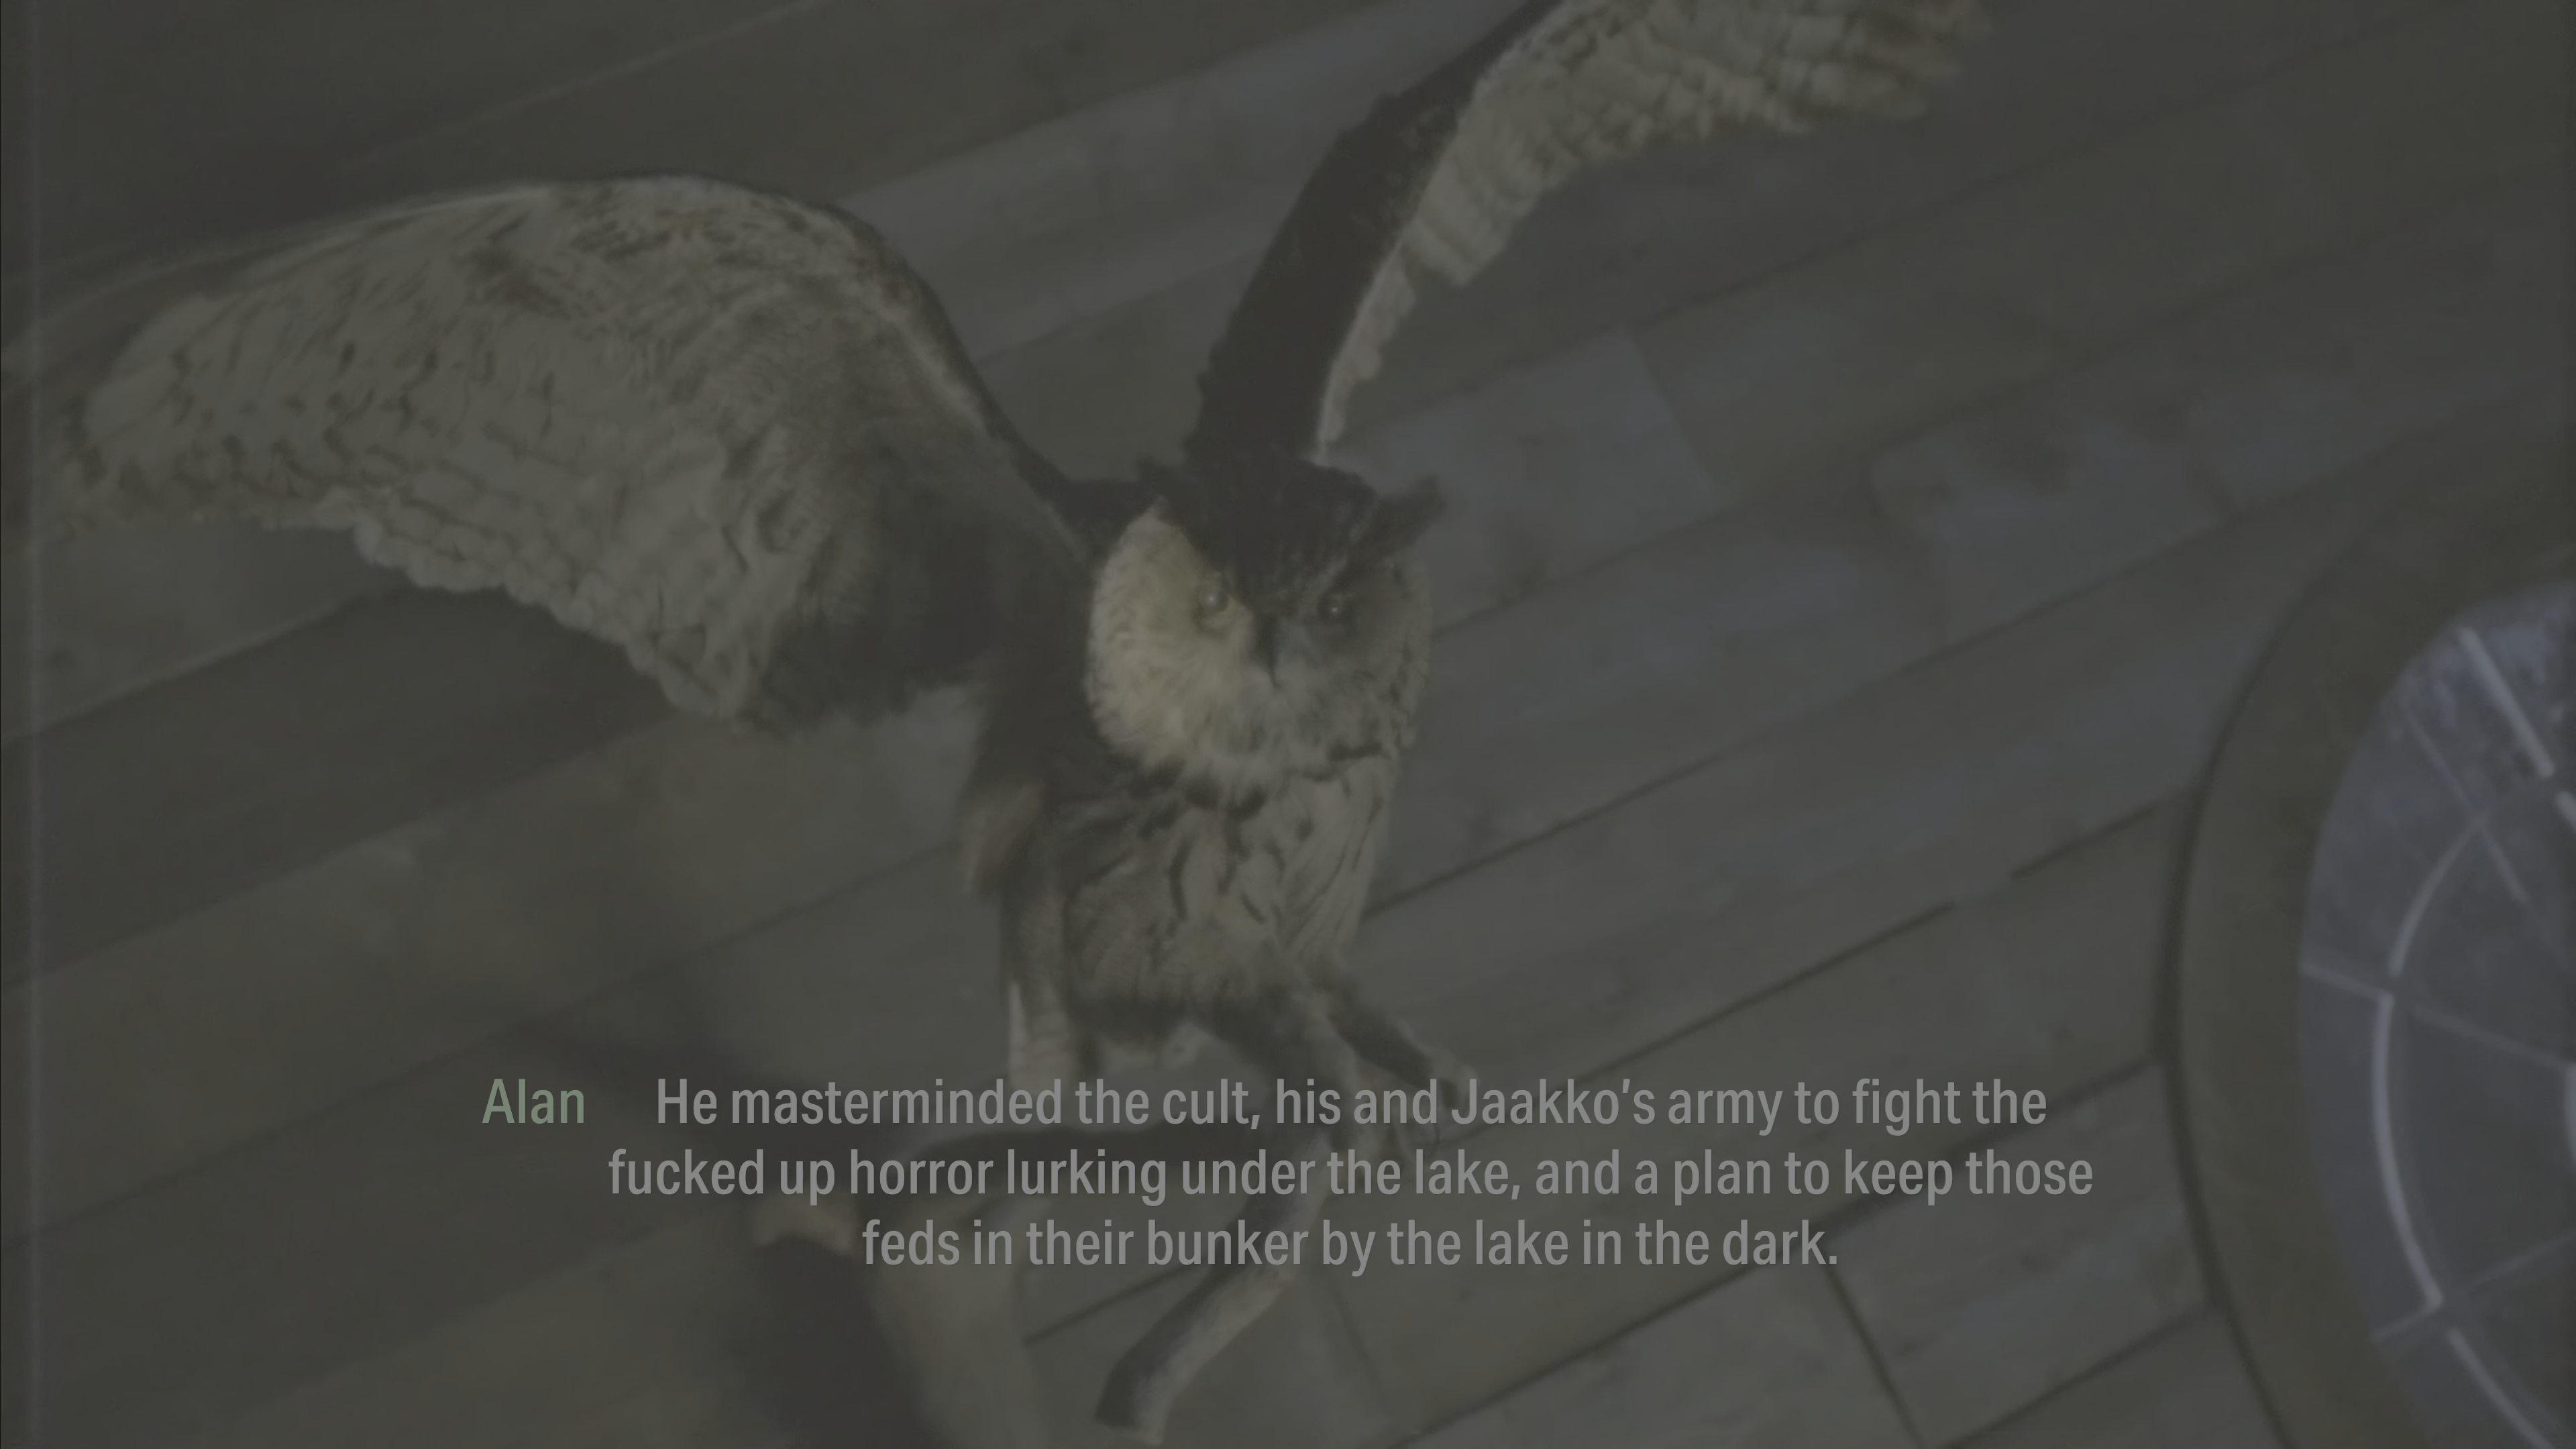 Alan He masterminded the cult, his and Jaakko’s army to fight the
fucked up horror lurking under the lake, and a plan to keep those
feds in their bunker by the lake in the dark.